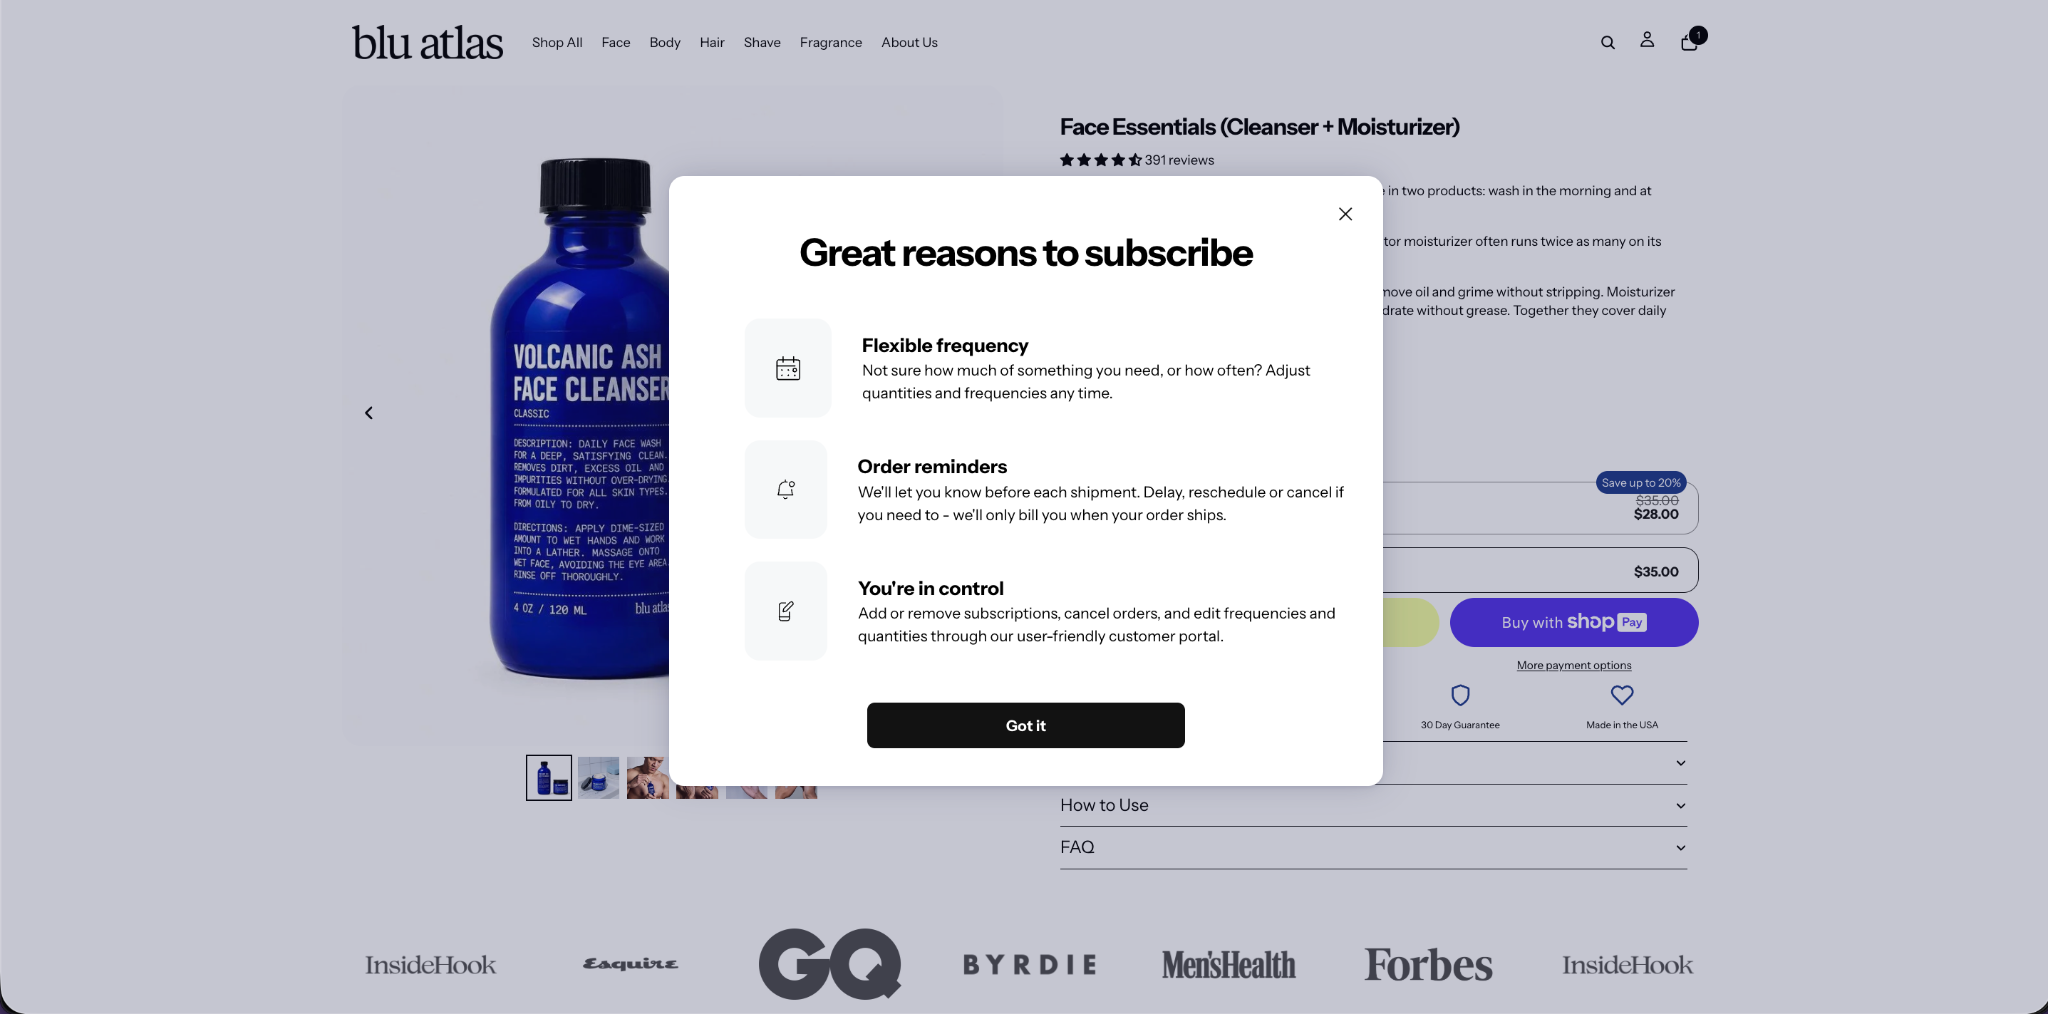 blu atlas
Shop All
Face
Body
Hair
Shave
Fragrance
About Us
1
Face Essentials (Cleanser + Moisturizer)
391 reviews
in two products: wash in the morning and at
tor moisturizer often runs twice as many on its
move oil and grime without stripping. Moisturizer
drate without grease. Together they cover daily
VOLCANIC ASH
FACE CLEANSER
CLASSIC
DESCRIPTION: DAILY FACE WASH
FOR A DEEP, SATISFYING CLEAN.
REMOVES DIRT, EXCESS OIL AND
IMPURITIES WITHOUT OVER-DRYING.
FORMULATED FOR ALL SKIN TYPES.
FROM OILY TO DRY.
DIRECTIONS: APPLY DIME-SIZED
AMOUNT TO WET HANDS AND WORK
INTO A LATHER. MASSAGE ONTO
WET FACE, AVOIDING THE EYE AREA.
RINSE OFF THOROUGHLY.
4 OZ / 120 ML
blu atlas
Great reasons to subscribe
Flexible frequency
Not sure how much of something you need, or how often? Adjust
quantities and frequencies any time.
Order reminders
We'll let you know before each shipment. Delay, reschedule or cancel if
you need to - we'll only bill you when your order ships.
You're in control
Add or remove subscriptions, cancel orders, and edit frequencies and
quantities through our user-friendly customer portal.
Got it
Save up to 20%
$35.00
$28.00
$35.00
Buy with shop Pay
More payment options
30 Day Guarantee
Made in the USA
How to Use
FAQ
InsideHook
Esquire
GQ
BYRDIE
Men'sHealth
Forbes
InsideHook